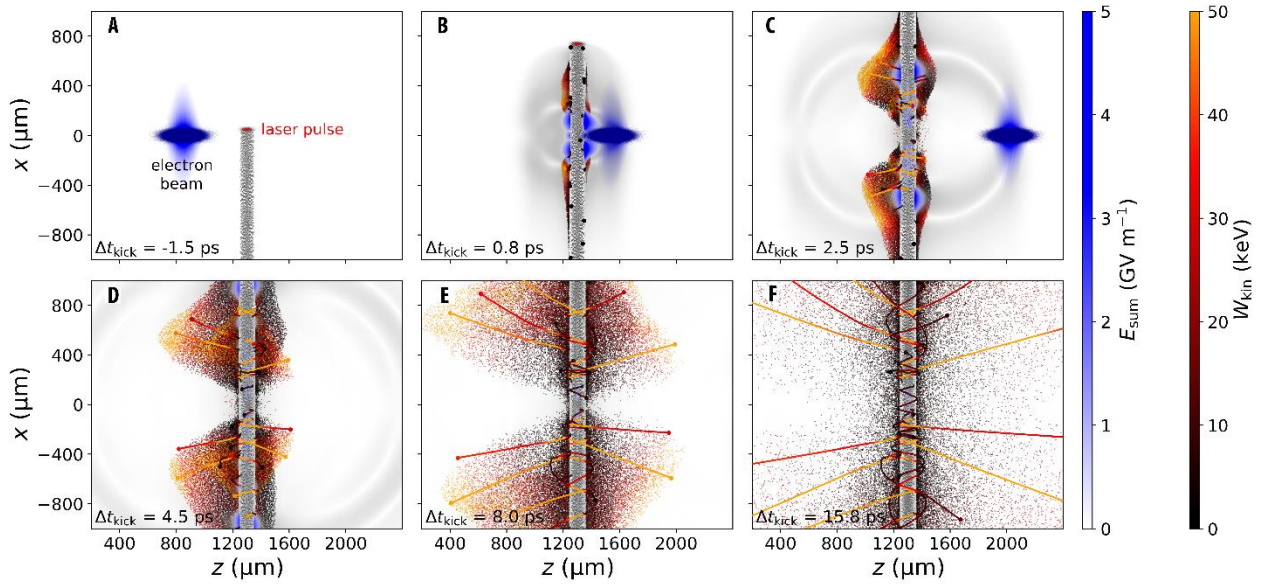 A
B
C
800
400
0
−400
−800
x (μm)
laser pulse
electron
beam
Δt_kick = -1.5 ps
Δt_kick = 0.8 ps
Δt_kick = 2.5 ps
D
E
F
800
400
0
−400
−800
x (μm)
Δt_kick = 4.5 ps
Δt_kick = 8.0 ps
Δt_kick = 15.8 ps
400 800 1200 1600 2000
400 800 1200 1600 2000
400 800 1200 1600 2000
z (μm)
z (μm)
z (μm)
5
4
3
2
1
0
E_sum (GV m⁻¹)
50
40
30
20
10
0
W_kin (keV)